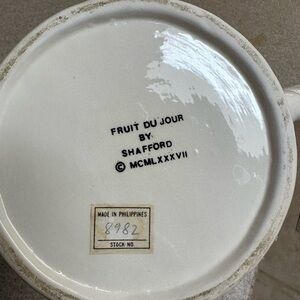 FRUIT DU JOUR
BY
SHAFFORD
© MCMLXXXVII
MADE IN PHILIPPINES
8982
STOCK NO.